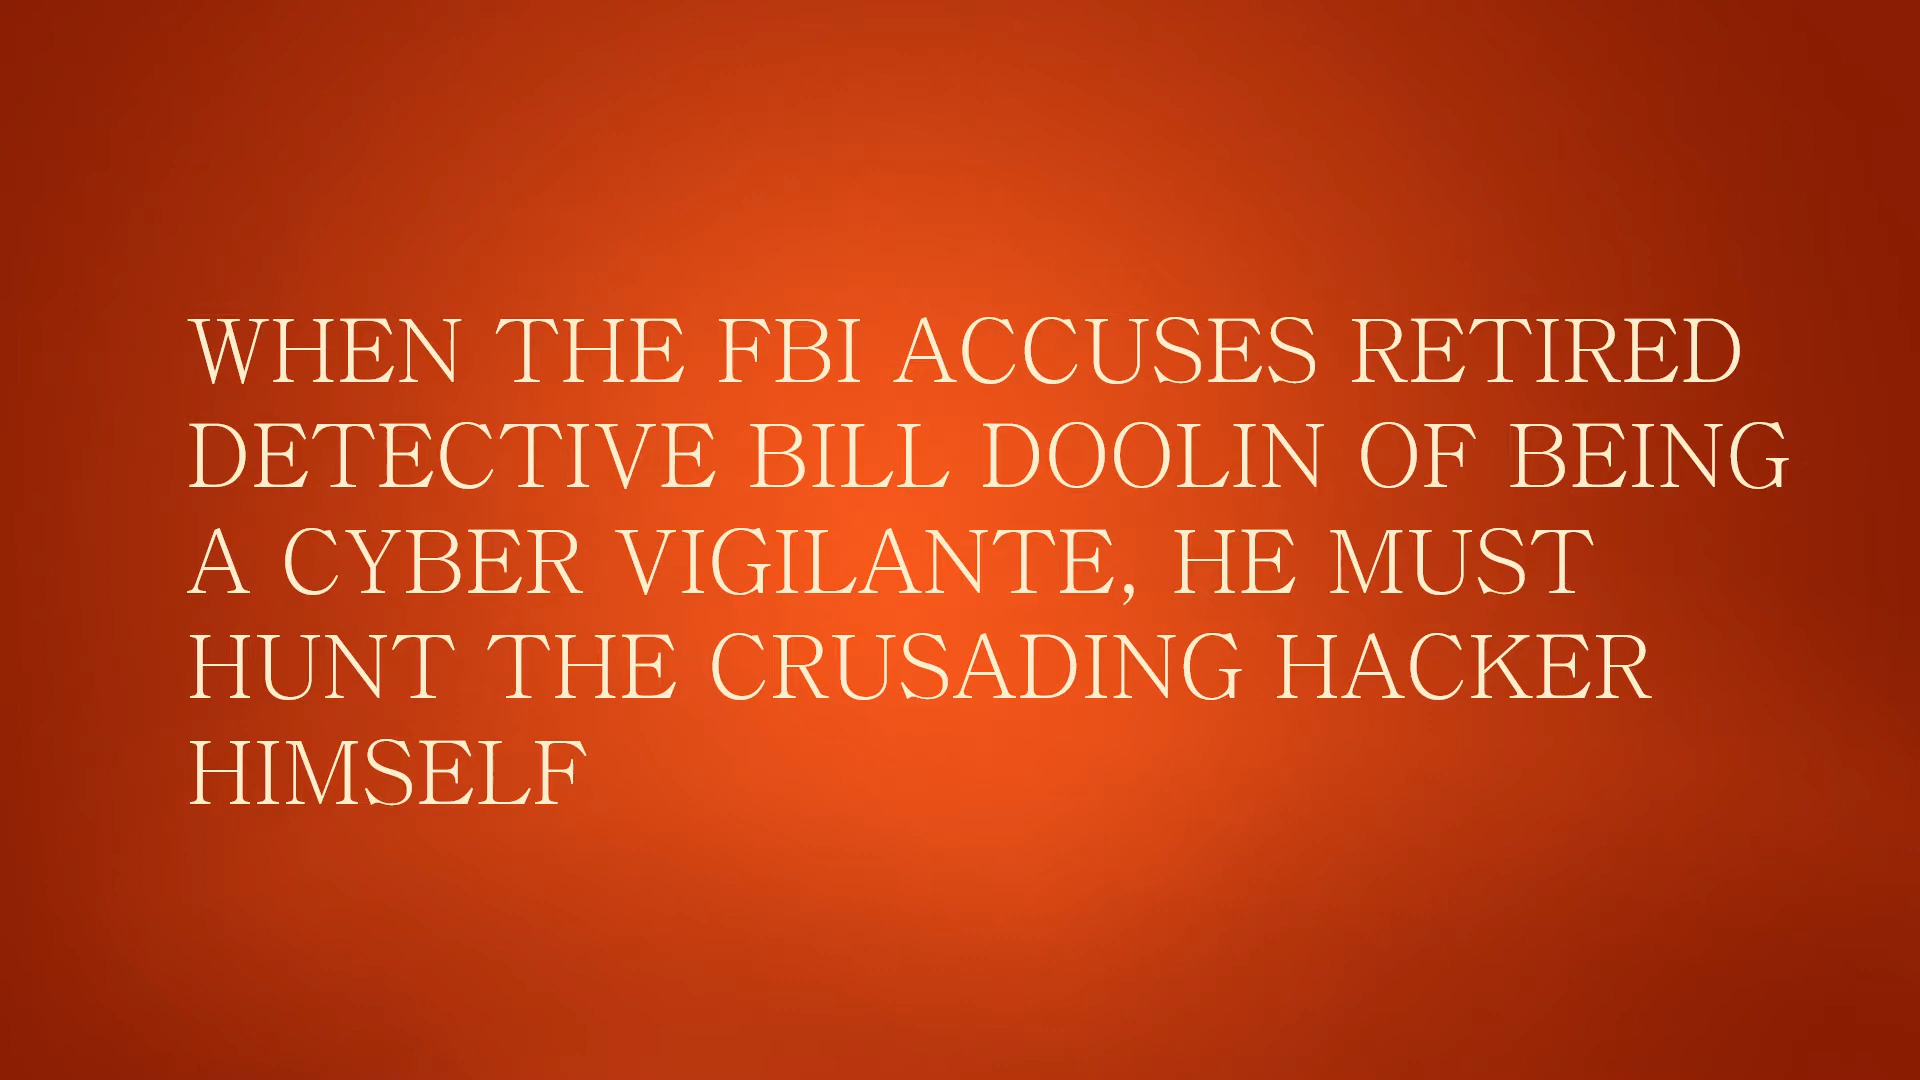 WHEN THE FBI ACCUSES RETIRED
DETECTIVE BILL DOOLIN OF BEING
A CYBER VIGILANTE, HE MUST
HUNT THE CRUSADING HACKER
HIMSELF